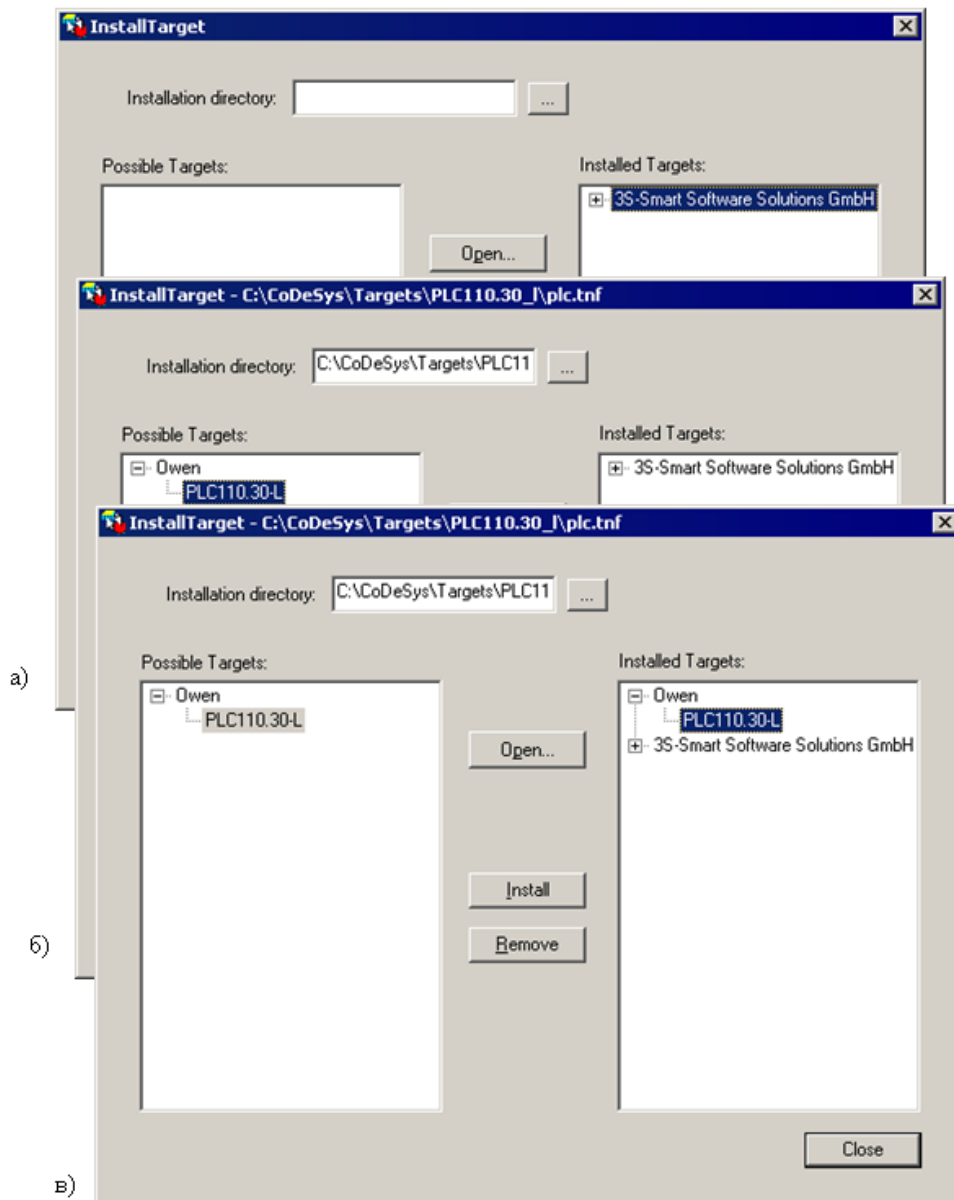 InstallTarget
Installation directory:
...
Possible Targets:
Installed Targets:
3S-Smart Software Solutions GmbH
Open...
InstallTarget - C:\CoDeSys\Targets\PLC110.30_l\plc.tnf
Installation directory: C:\CoDeSys\Targets\PLC11
...
Possible Targets:
Installed Targets:
Owen
PLC110.30-L
3S-Smart Software Solutions GmbH
InstallTarget - C:\CoDeSys\Targets\PLC110.30_l\plc.tnf
Installation directory: C:\CoDeSys\Targets\PLC11
...
Possible Targets:
Installed Targets:
Owen
PLC110.30-L
Owen
PLC110.30-L
3S-Smart Software Solutions GmbH
Open...
Install
Remove
Close
а)
б)
в)